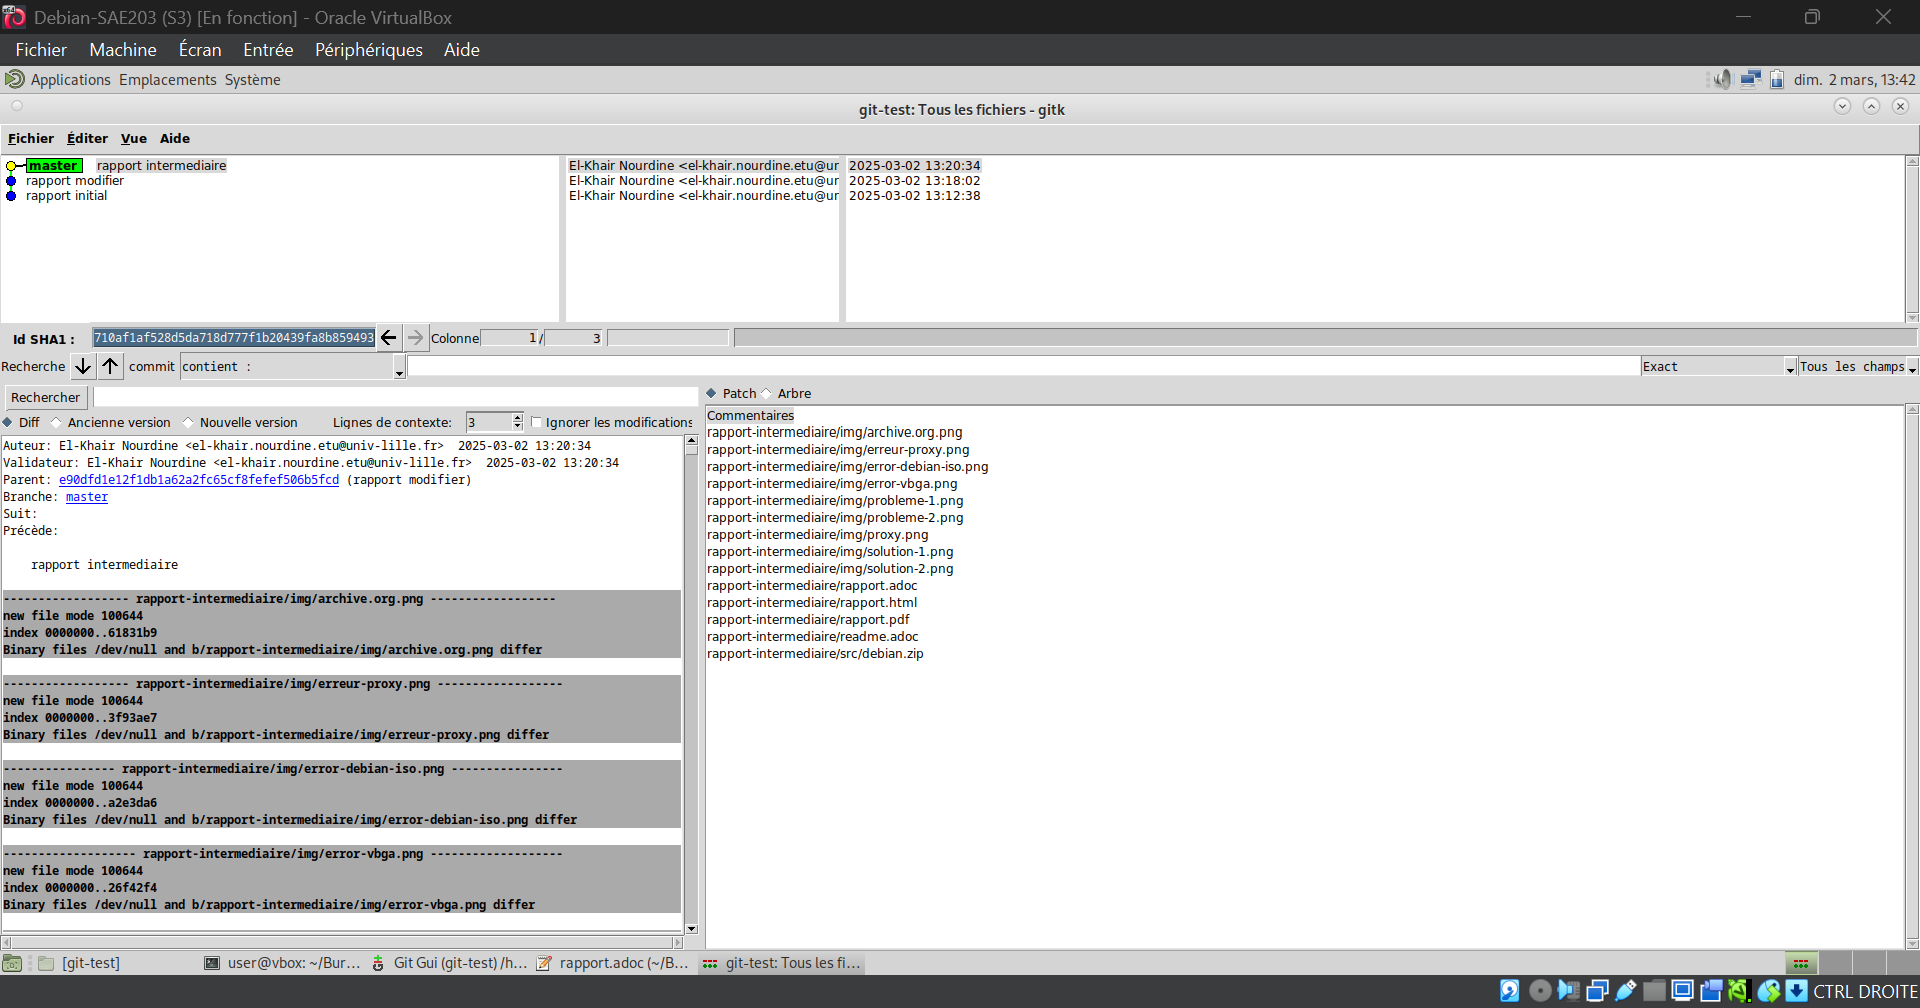 Debian-SAE203 (S3) [En fonction] - Oracle VirtualBox
Fichier Machine Écran Entrée Périphériques Aide
Applications Emplacements Système dim. 2 mars, 13:42
git-test: Tous les fichiers - gitk
Fichier Éditer Vue Aide
master rapport intermediaire El-Khair Nourdine <el-khair.nourdine.etu@ur 2025-03-02 13:20:34
rapport modifier El-Khair Nourdine <el-khair.nourdine.etu@ur 2025-03-02 13:18:02
rapport initial El-Khair Nourdine <el-khair.nourdine.etu@ur 2025-03-02 13:12:38
Id SHA1 : 710af1af528d5da718d777f1b20439fa8b859493 Colonne 1 / 3
Recherche commit contient : Exact Tous les champs
Rechercher
Diff Ancienne version Nouvelle version Lignes de contexte: 3 Ignorer les modifications
Auteur: El-Khair Nourdine <el-khair.nourdine.etu@univ-lille.fr> 2025-03-02 13:20:34
Validateur: El-Khair Nourdine <el-khair.nourdine.etu@univ-lille.fr> 2025-03-02 13:20:34
Parent: e90dfd1e12f1db1a62a2fc65cf8fefef506b5fcd (rapport modifier)
Branche: master
Suit:
Précède:
rapport intermediaire
----------------- rapport-intermediaire/img/archive.org.png -----------------
new file mode 100644
index 0000000..61831b9
Binary files /dev/null and b/rapport-intermediaire/img/archive.org.png differ
----------------- rapport-intermediaire/img/erreur-proxy.png -----------------
new file mode 100644
index 0000000..3f93ae7
Binary files /dev/null and b/rapport-intermediaire/img/erreur-proxy.png differ
---------------- rapport-intermediaire/img/error-debian-iso.png ----------------
new file mode 100644
index 0000000..a2e3da6
Binary files /dev/null and b/rapport-intermediaire/img/error-debian-iso.png differ
------------------ rapport-intermediaire/img/error-vbga.png ------------------
new file mode 100644
index 0000000..26f42f4
Binary files /dev/null and b/rapport-intermediaire/img/error-vbga.png differ
Patch Arbre
Commentaires
rapport-intermediaire/img/archive.org.png
rapport-intermediaire/img/erreur-proxy.png
rapport-intermediaire/img/error-debian-iso.png
rapport-intermediaire/img/error-vbga.png
rapport-intermediaire/img/probleme-1.png
rapport-intermediaire/img/probleme-2.png
rapport-intermediaire/img/proxy.png
rapport-intermediaire/img/solution-1.png
rapport-intermediaire/img/solution-2.png
rapport-intermediaire/rapport.adoc
rapport-intermediaire/rapport.html
rapport-intermediaire/rapport.pdf
rapport-intermediaire/readme.adoc
rapport-intermediaire/src/debian.zip
[git-test] user@vbox: ~/Bur... Git Gui (git-test) /h... rapport.adoc (~/B... git-test: Tous les fi...
CTRL DROITE